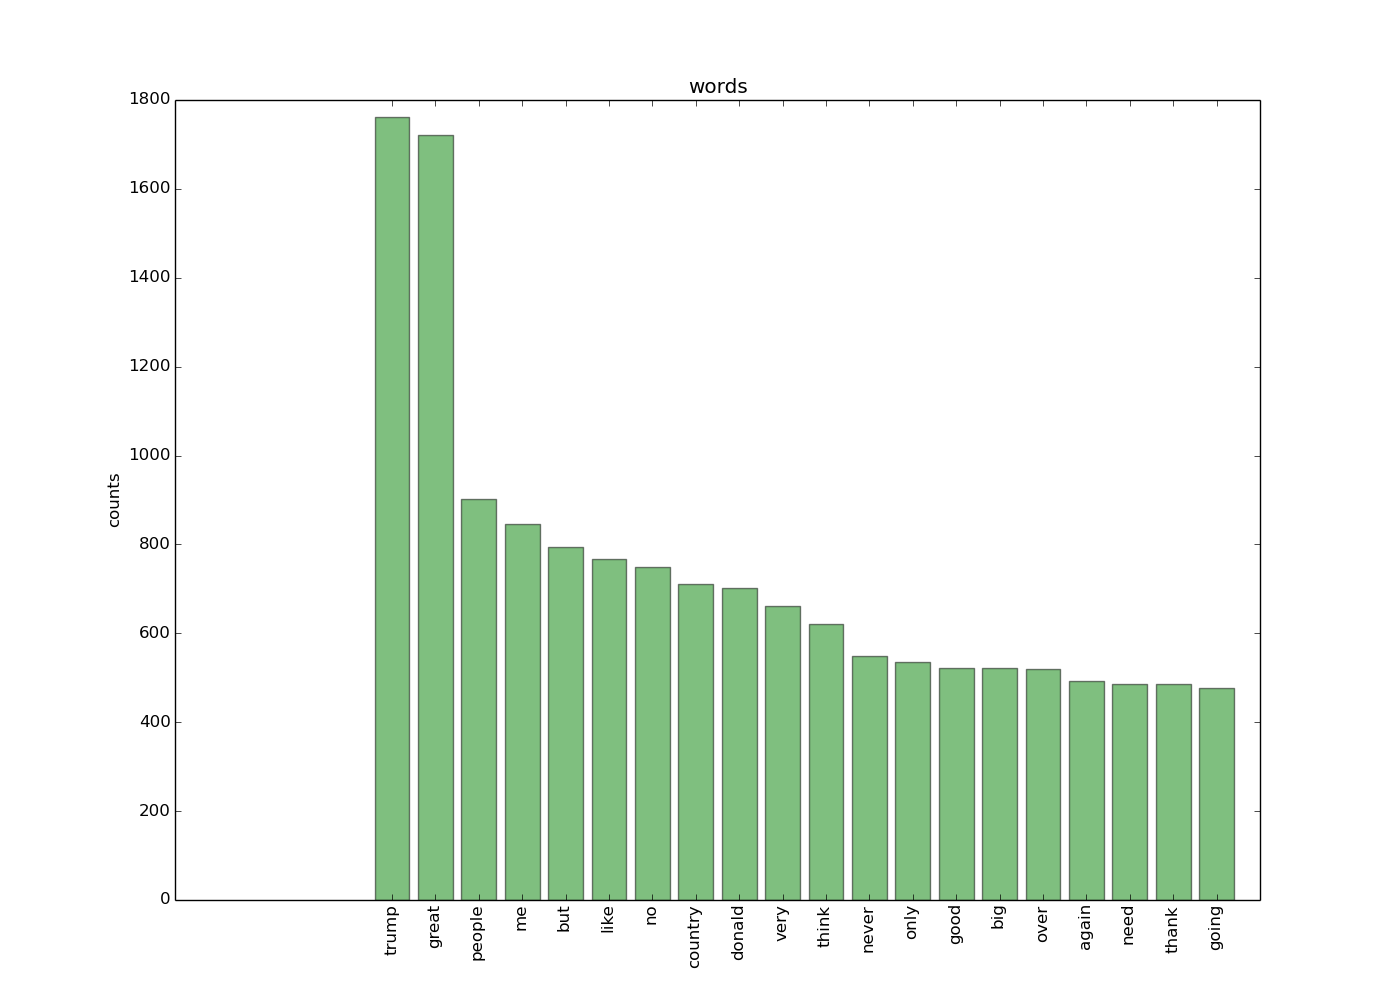 words
1800
1600
1400
1200
1000
800
600
400
200
0
counts
trump
great
people
me
but
like
no
country
donald
very
think
never
only
good
big
over
again
need
thank
going